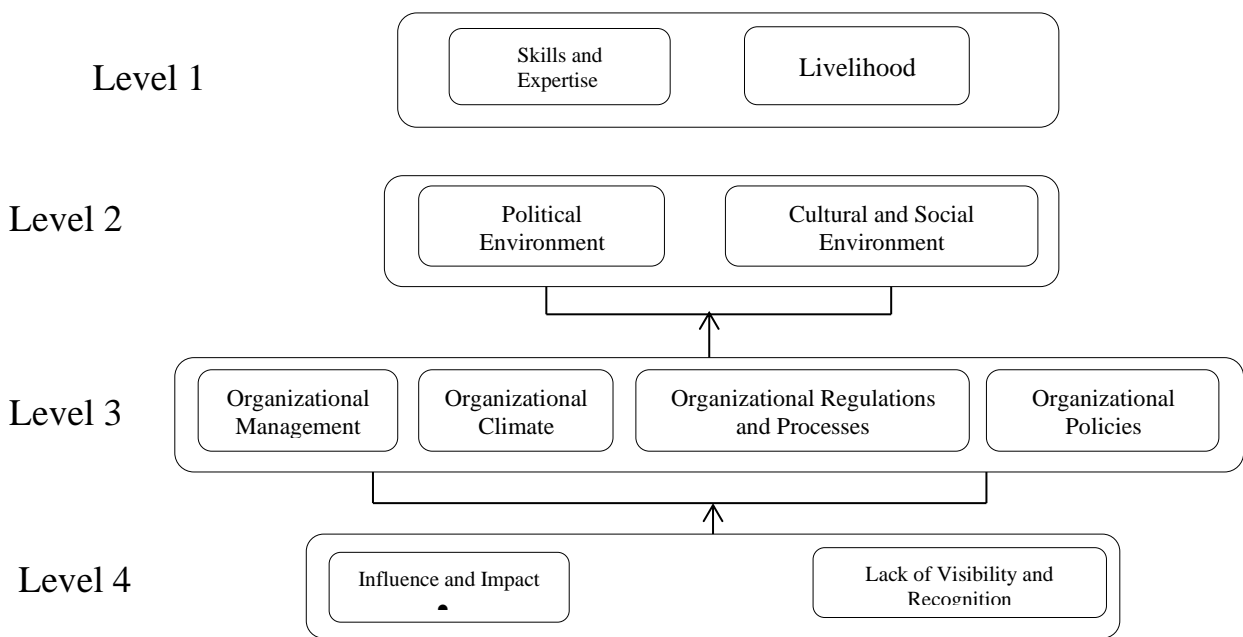 Level 1
Skills and
Expertise
Livelihood
Level 2
Political
Environment
Cultural and Social
Environment
Level 3
Organizational
Management
Organizational
Climate
Organizational Regulations
and Processes
Organizational
Policies
Level 4
Influence and Impact
•
Lack of Visibility and
Recognition